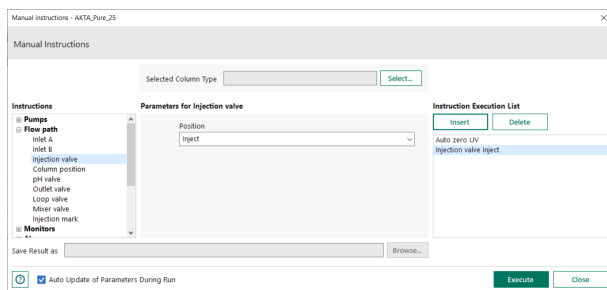 Manual instructions - AKTA_Pure_25
Manual Instructions
Selected Column Type
Select...
Instructions
Pumps
Flow path
Inlet A
Inlet B
Injection valve
Column position
pH valve
Outlet valve
Loop valve
Mixer valve
Injection mark
Monitors
Parameters for Injection valve
Position
Inject
Instruction Execution List
Insert
Delete
Auto zero UV
Injection valve Inject
Save Result as
Browse...
Auto Update of Parameters During Run
Execute
Close